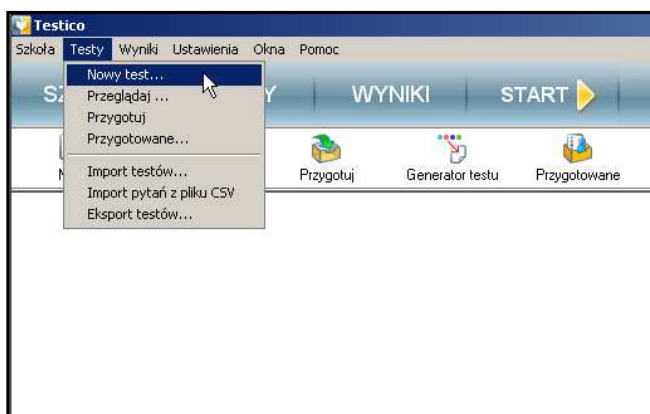 Testico
Szkoła Testy Wyniki Ustawienia Okna Pomoc
Nowy test...
Przeglądaj ...
Przygotuj
Przygotowane...
Import testów...
Import pytań z pliku CSV
Eksport testów...
WYNIKI START
Przygotuj Generator testu Przygotowane